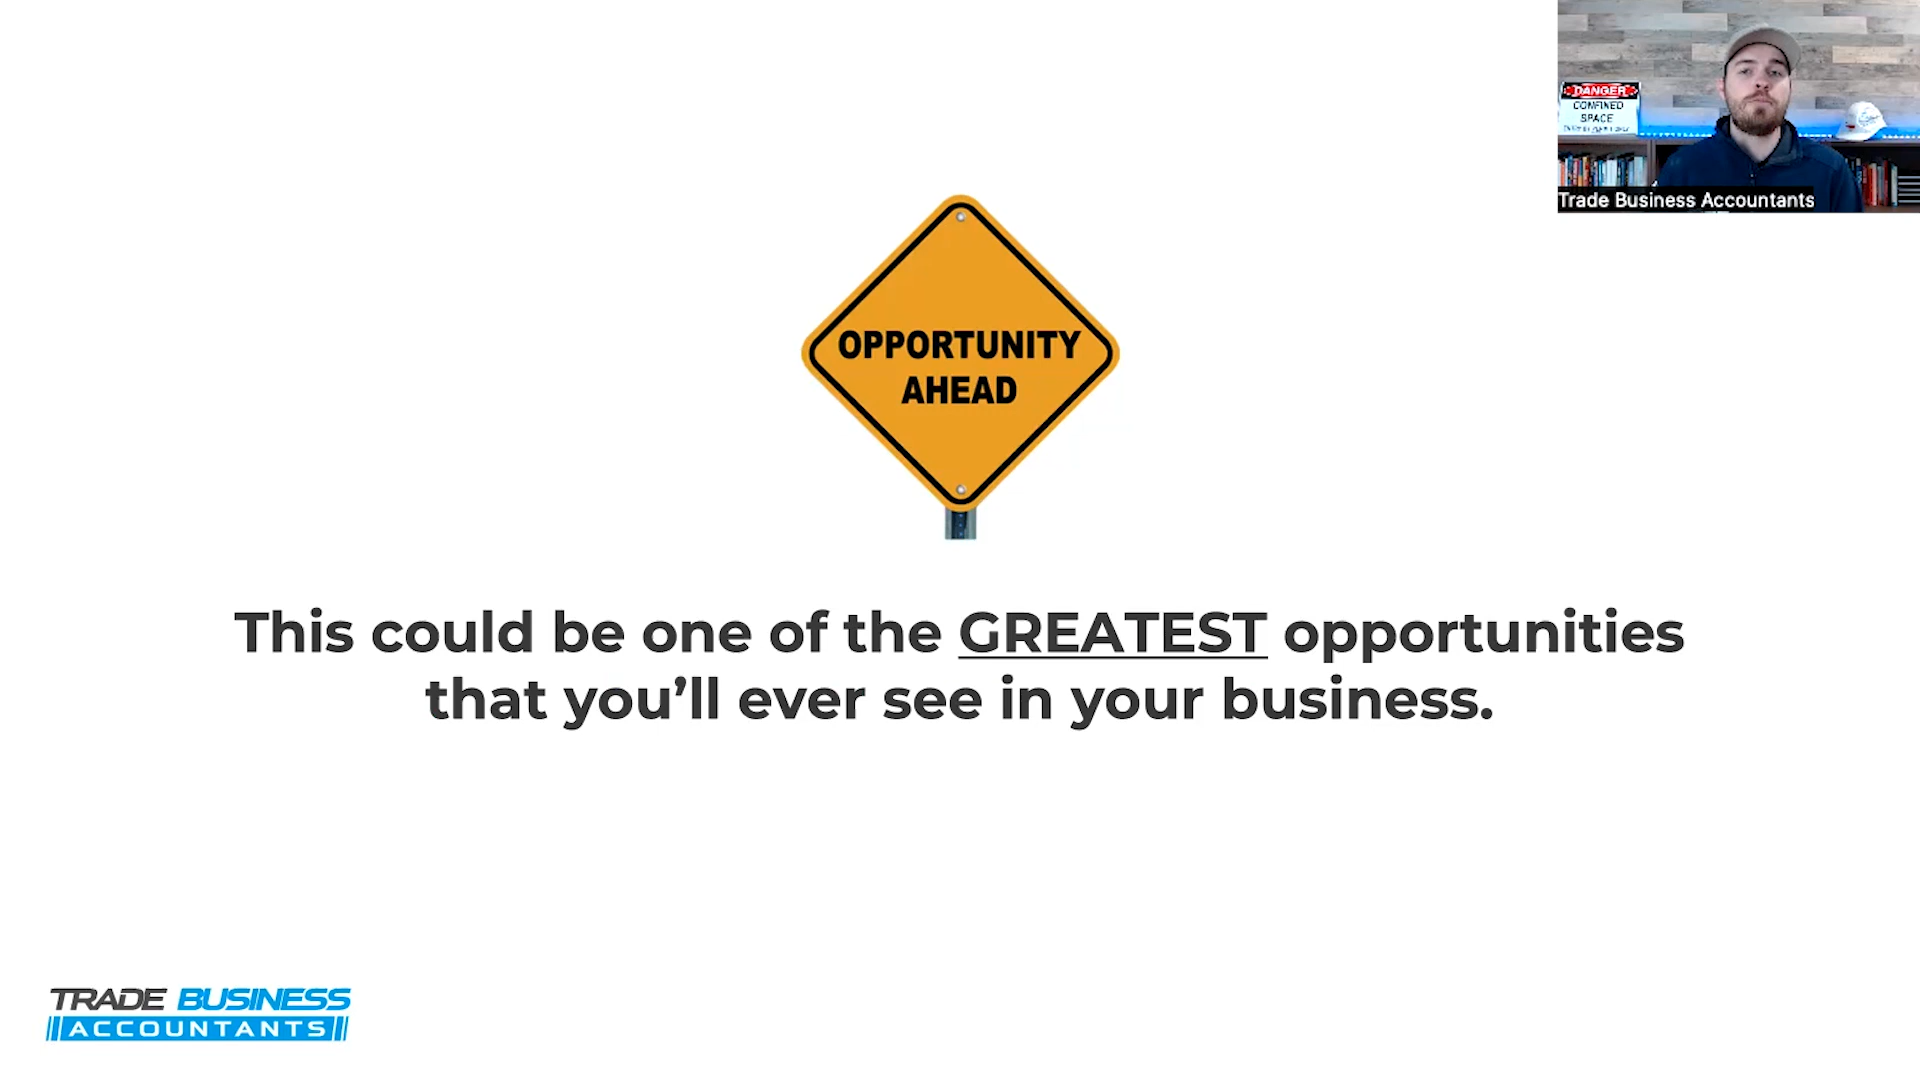 DANGER
CONFINED
SPACE
Trade Business Accountants
OPPORTUNITY
AHEAD
This could be one of the GREATEST opportunities
that you’ll ever see in your business.
TRADE BUSINESS
ACCOUNTANTS